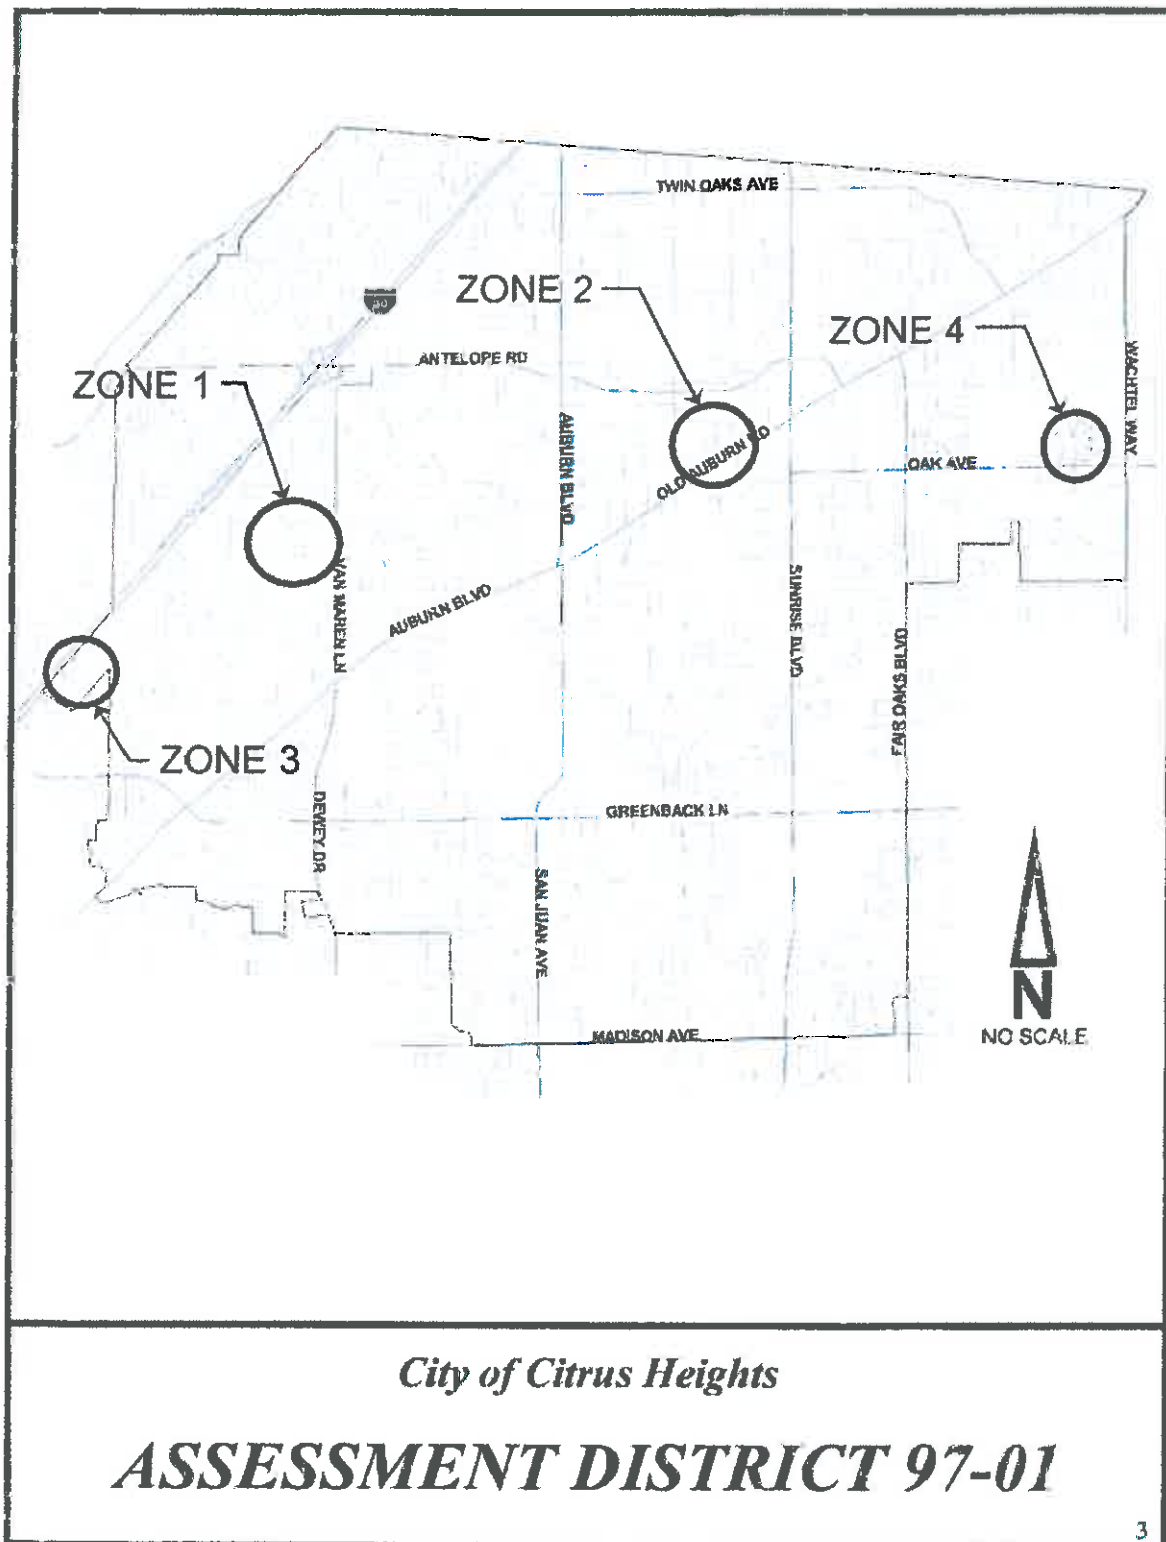 TWIN OAKS AVE
ZONE 2
80
ZONE 4
ANTELOPE RD
ZONE 1
WACHTEL WAY
AUBURN BLVD
OLD AUBURN RD
OAK AVE
VAN MAREN LN
AUBURN BLVD
SUNRISE BLVD
FAIR OAKS BLVD
ZONE 3
DEWEY DR
GREENBACK LN
SAN JUAN AVE
N
NO SCALE
MADISON AVE
City of Citrus Heights
ASSESSMENT DISTRICT 97-01
3